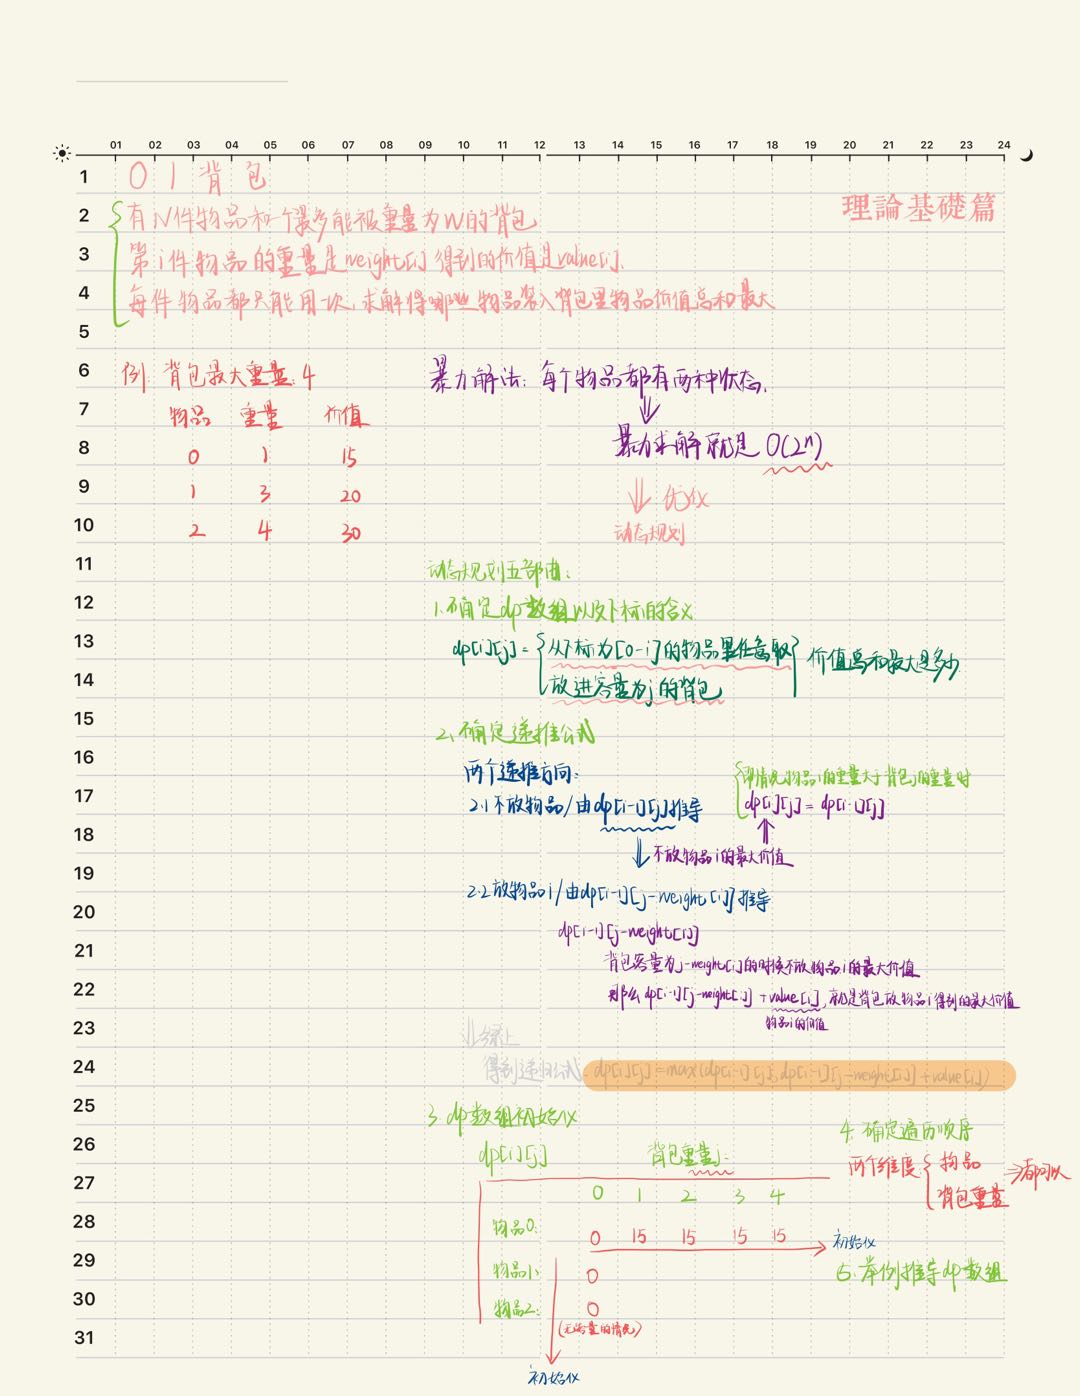 01 02 03 04 05 06 07 08 09 10 11 12 13 14 15 16 17 18 19 20 21 22 23 24
1 01背包
理論基礎篇
2 有N件物品和一个最多能被重量为W的背包
3 第i件物品的重量是weight[i] 得到的价值是value[i].
4 每件物品都只能用一次,求解将哪些物品装入背包里物品价值总和最大
5
6 例:背包最大重量:4 暴力解法:每个物品都有两种状态.
7 物品 重量 价值
8 0 1 15 暴力求解就是O(2ⁿ)
9 1 3 20 优化
10 2 4 30 动态规划
11 动态规划五部曲:
12 1.确定dp数组以及下标的含义
13 dp[i][j]= 从下标为[0-i]的物品里任意取 价值总和最大是多少
14 放进容量为j的背包
15 2.确定递推公式
16 两个递推方向: 即情况物品i的重量大于背包j的重量时
17 2.1不放物品/由dp[i-1][j]推导 dp[i][j]=dp[i-1][j]
18 不放物品i的最大价值
19 2.2放物品i/由dp[i-1][j-weight[i]]推导
20 dp[i-1][j-weight[i]]
21 背包容量为j-weight[i]的时候不放物品i的最大价值
22 那么dp[i-1][j-weight[i]]+value[i],就是背包放物品i得到的最大价值
物品i的价值
23 综上
24 得到递归公式:dp[i][j]=max(dp[i-1][j],dp[i-1][j-weight[i]]+value[i])
25 3.dp数组初始化
26 dp[i][j] 背包重量j: 4.确定遍历顺序
两个维度 物品 都可以
27 0 1 2 3 4 背包重量
28 物品0: 0 15 15 15 15 初始化
29 物品1: 0 5.举例推导dp数组
30 物品2: 0
31 (无容量的情况)
初始化